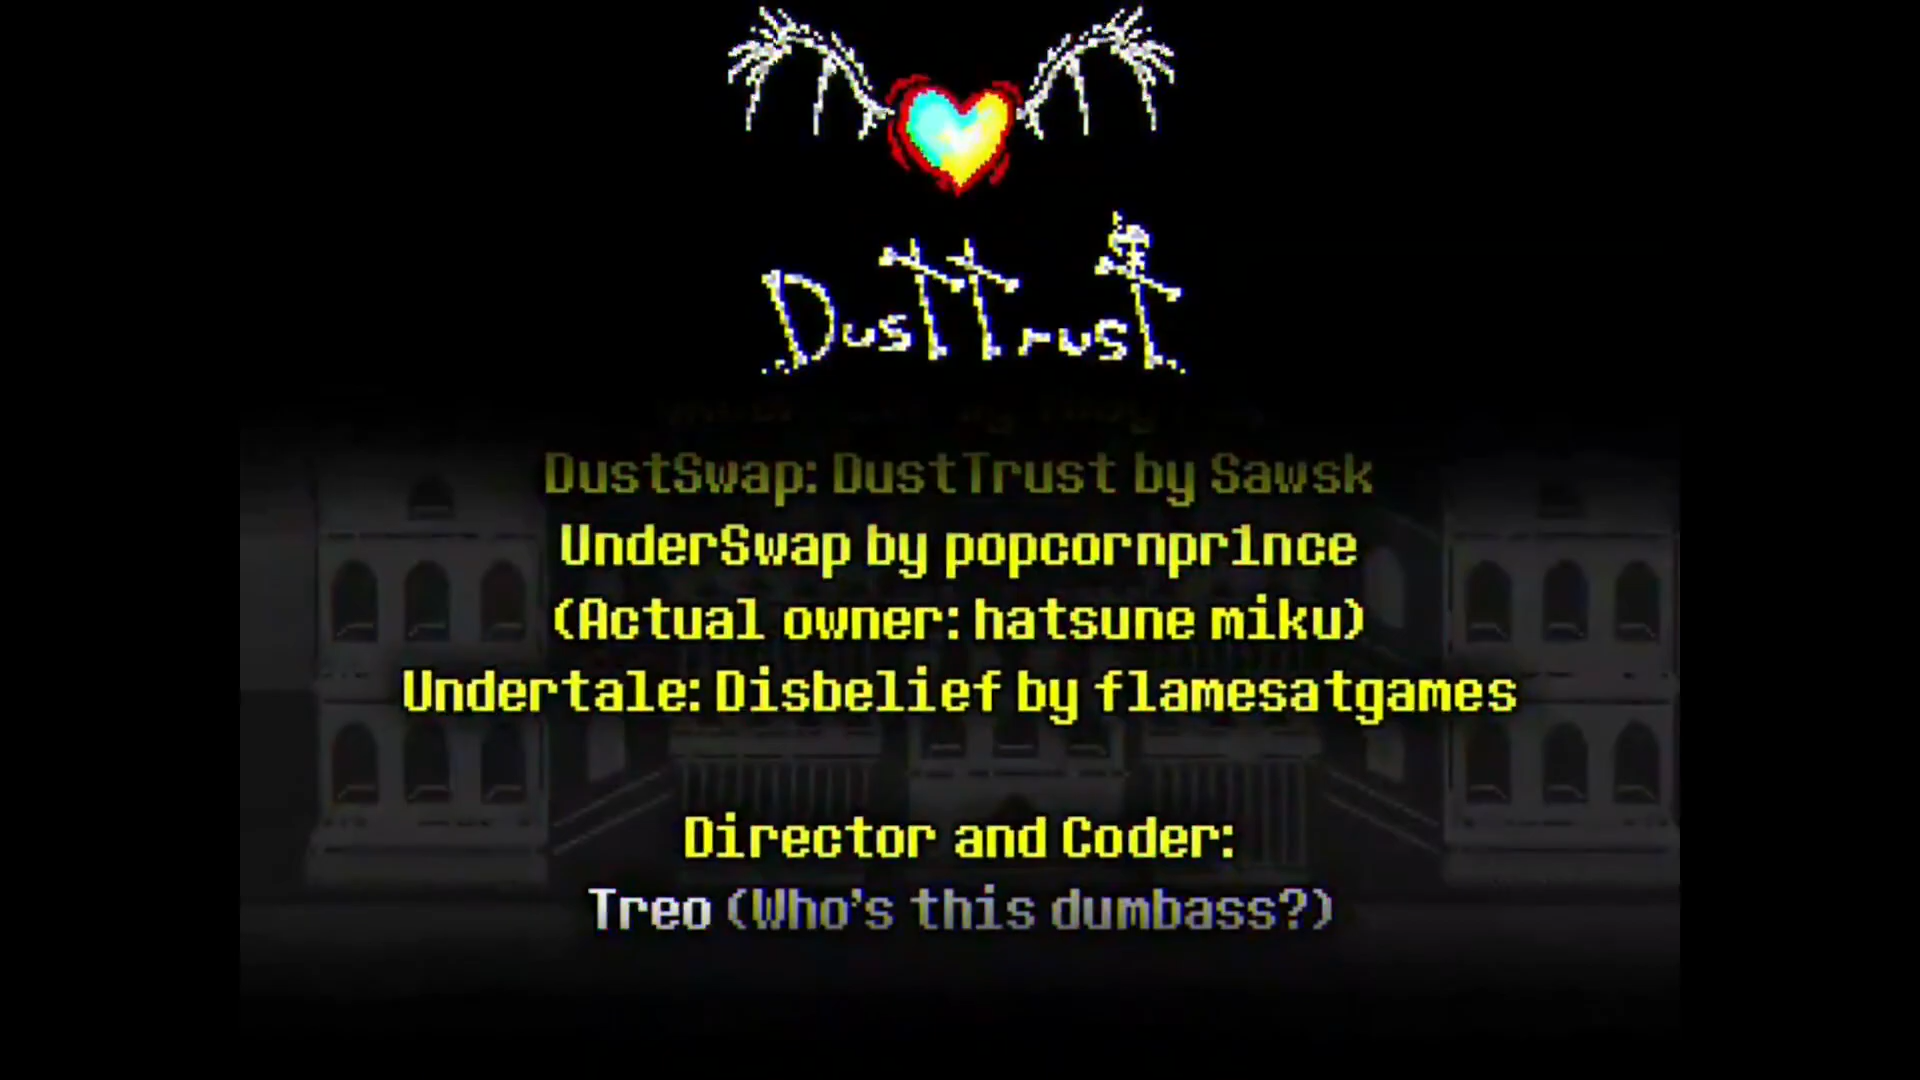 DustTrust
DustSwap: DustTrust by Sawsk
UnderSwap by popcornpr1nce
(Actual owner: hatsune miku)
Undertale: Disbelief by flamesatgames
Director and Coder:
Treo (Who's this dumbass?)